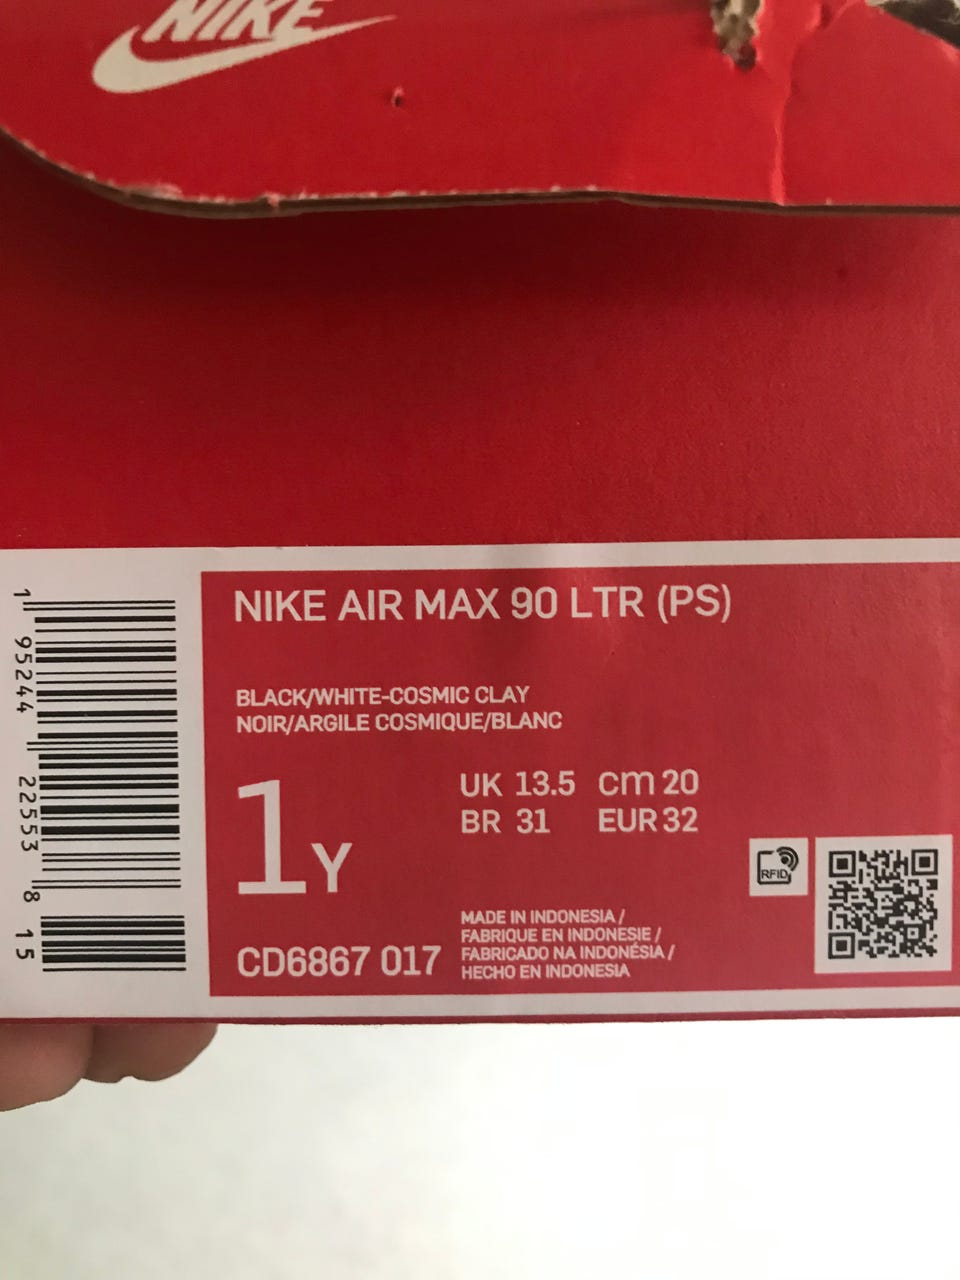 NIKE
NIKE AIR MAX 90 LTR (PS)
BLACK/WHITE-COSMIC CLAY
NOIR/ARGILE COSMIQUE/BLANC
1Y
UK 13.5 cm 20
BR 31 EUR 32
CD6867 017
MADE IN INDONESIA /
FABRIQUE EN INDONESIE /
FABRICADO NA INDONÉSIA /
HECHO EN INDONESIA
RFID
1 95244 22553 8 15